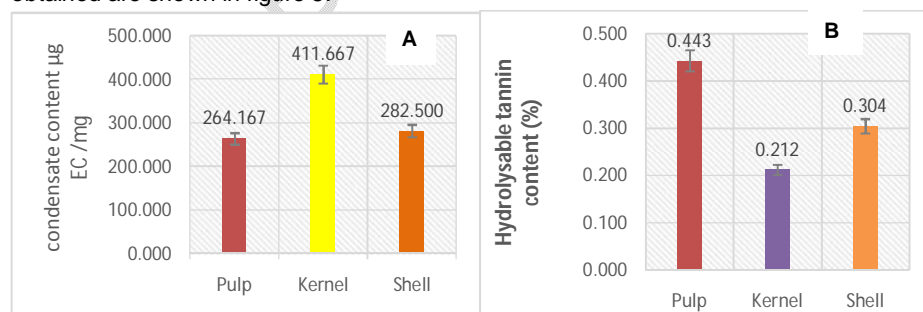 obtained are shown in figure 3.
A
500.000
400.000
300.000
200.000
100.000
0.000
264.167
411.667
282.500
condensate content µg
EC /mg
Pulp Kernel Shell
B
0.500
0.400
0.300
0.200
0.100
0.000
0.443
0.212
0.304
Hydrolysable tannin
content (%)
Pulp Kernel Shell